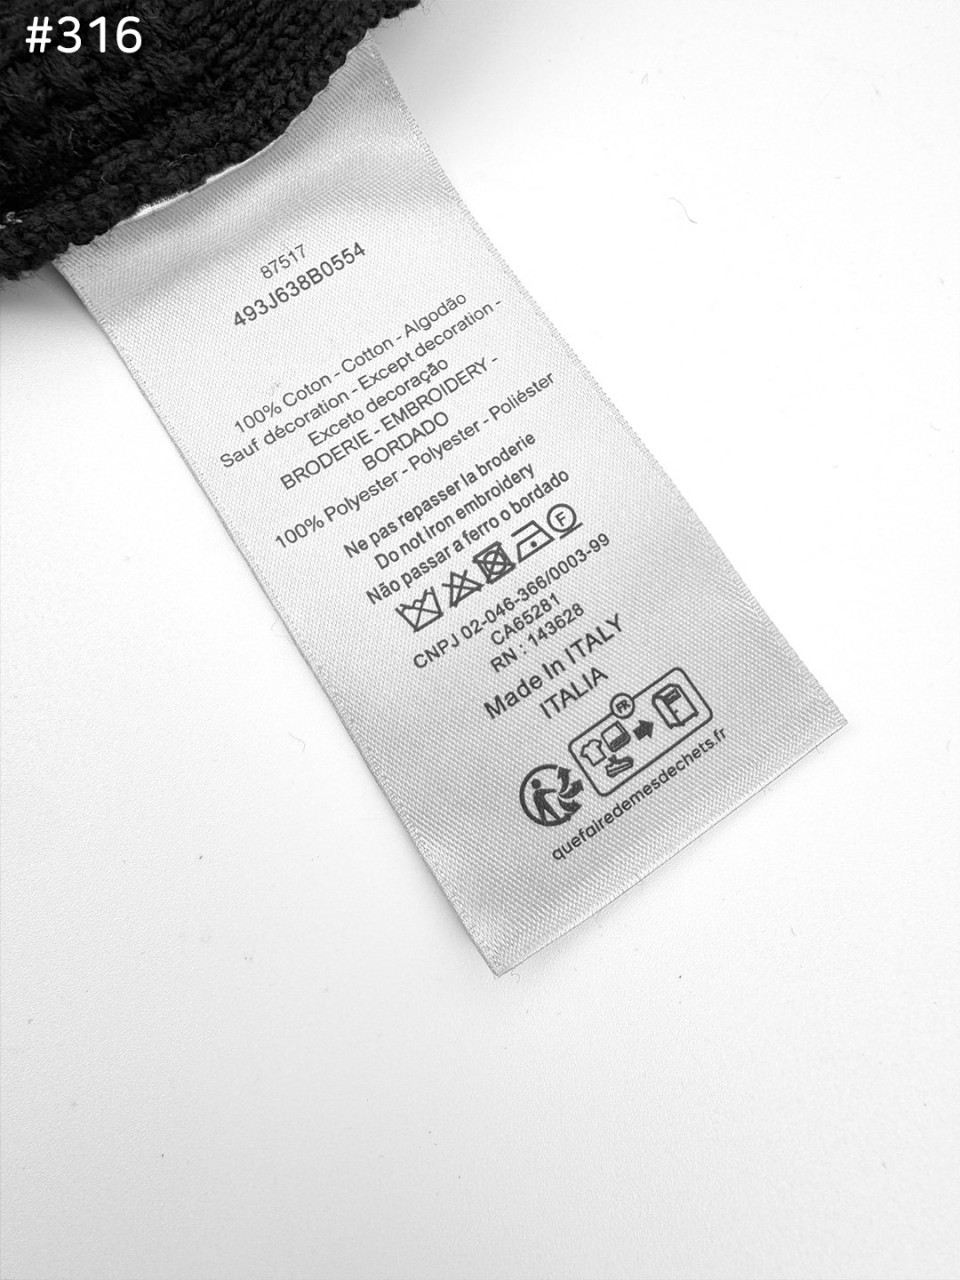 #316
87517
493J638B0554
100% Coton - Cotton - Algodão
Sauf décoration - Except decoration -
Exceto decoração
BRODERIE - EMBROIDERY -
BORDADO
100% Polyester - Polyester - Poliéster
Ne pas repasser la broderie
Do not iron embroidery
Não passar a ferro o bordado
F
CNPJ 02-046-366/0003-99
CA65281
RN : 143628
Made In ITALY
ITALIA
FR
quefairedemesdechets.fr